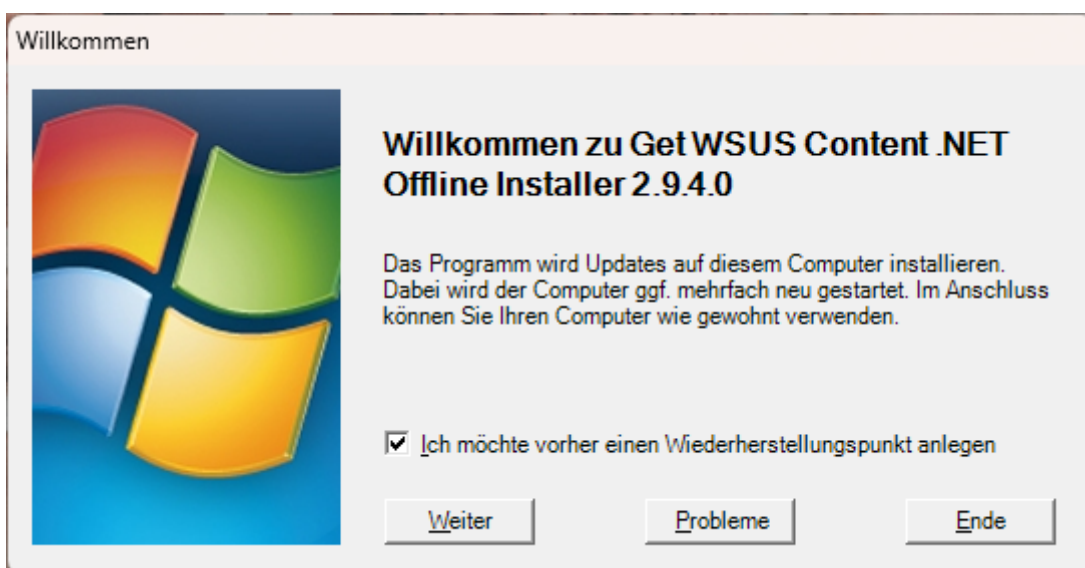 Willkommen
Willkommen zu Get WSUS Content .NET
Offline Installer 2.9.4.0
Das Programm wird Updates auf diesem Computer installieren.
Dabei wird der Computer ggf. mehrfach neu gestartet. Im Anschluss
können Sie Ihren Computer wie gewohnt verwenden.
Ich möchte vorher einen Wiederherstellungspunkt anlegen
Weiter Probleme Ende